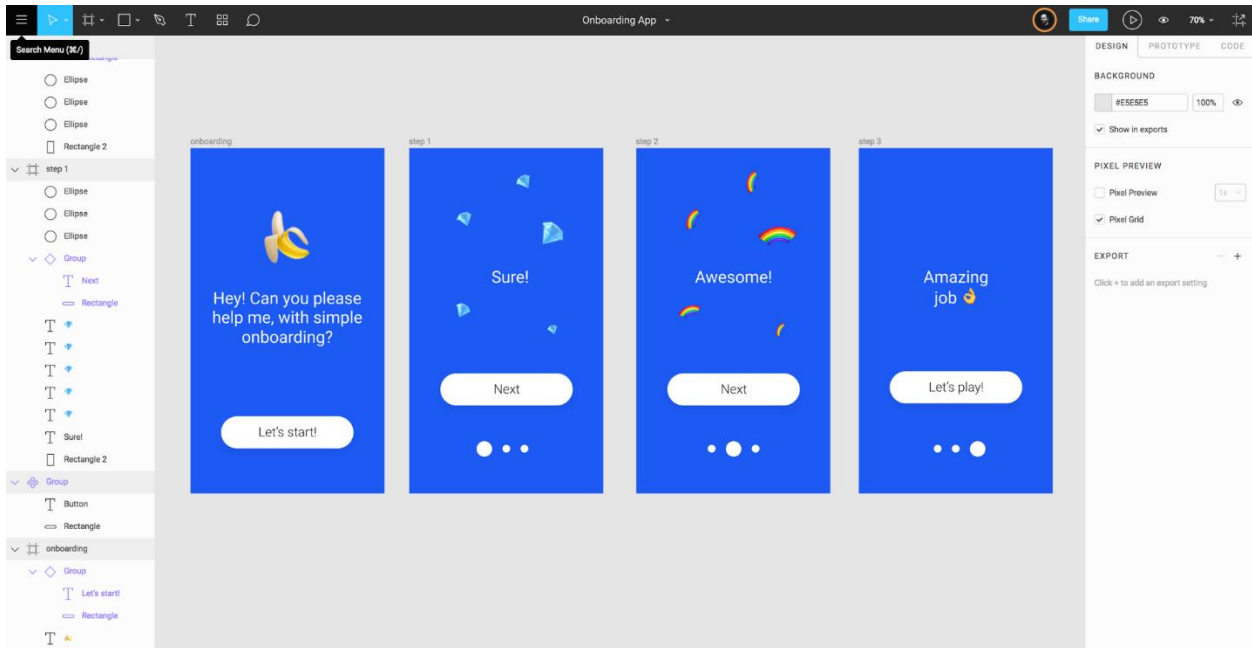 Onboarding App
Share
70%
Search Menu (⌘/)
Ellipse
Ellipse
Ellipse
Rectangle 2
step 1
Ellipse
Ellipse
Ellipse
Group
Next
Rectangle
Sure!
Rectangle 2
Group
Button
Rectangle
onboarding
Group
Let's start!
Rectangle
onboarding
Hey! Can you please
help me, with simple
onboarding?
Let's start!
step 1
Sure!
Next
step 2
Awesome!
Next
step 3
Amazing
job 👌
Let's play!
DESIGN PROTOTYPE CODE
BACKGROUND
#E5E5E5 100%
Show in exports
PIXEL PREVIEW
Pixel Preview 1x
Pixel Grid
EXPORT
Click + to add an export setting